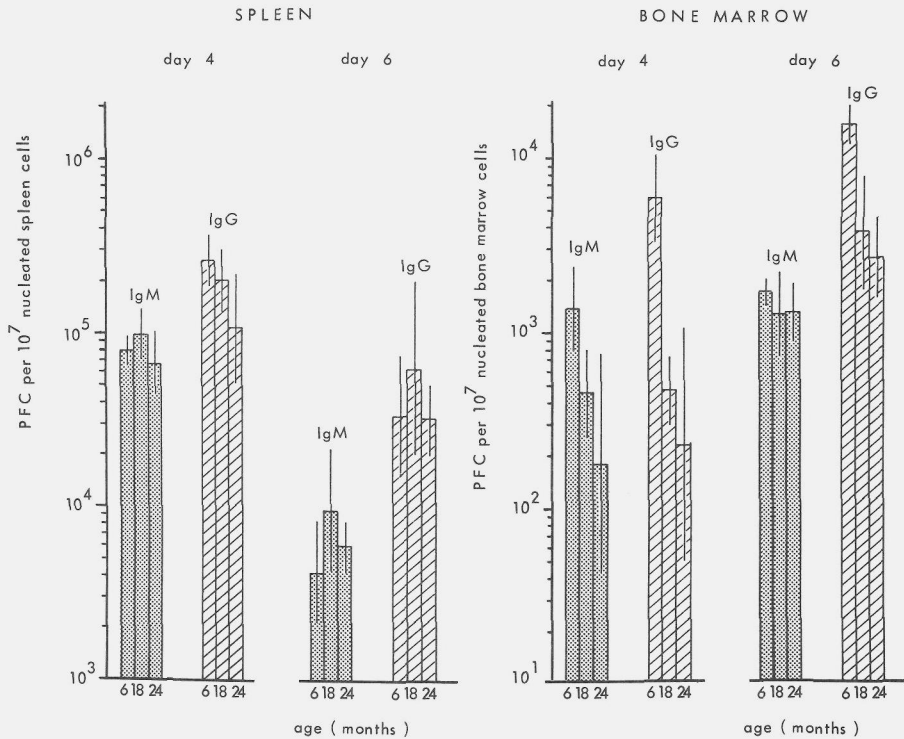 SPLEEN
BONE MARROW
day 4
day 6
day 4
day 6
PFC per 10^7 nucleated spleen cells
10^6
10^5
10^4
10^3
IgM
IgG
IgM
IgG
6 18 24
6 18 24
6 18 24
6 18 24
age ( months )
PFC per 10^7 nucleated bone marrow cells
10^4
10^3
10^2
10^1
IgM
IgG
IgM
IgG
6 18 24
6 18 24
6 18 24
6 18 24
age ( months )